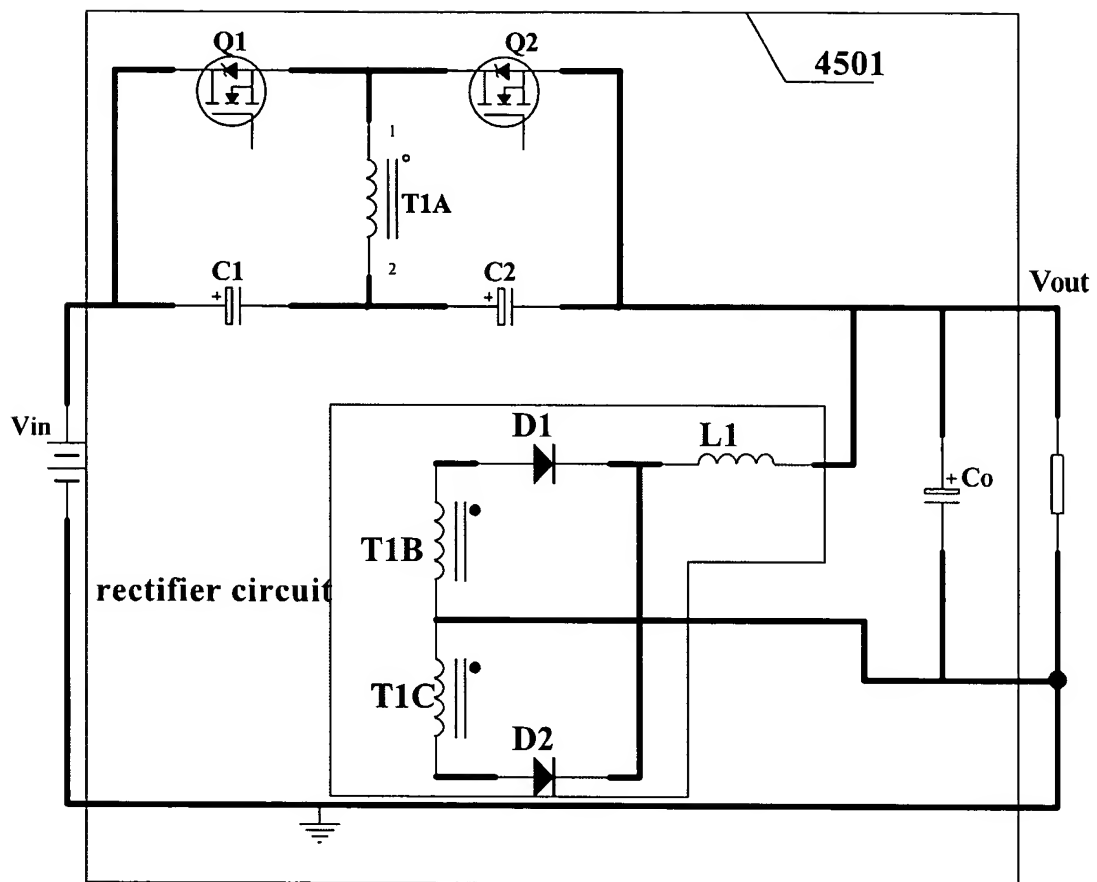 Q1
Q2
4501
1
T1A
2
C1
+
C2
+
Vout
Vin
D1
L1
+ Co
T1B
rectifier circuit
T1C
D2